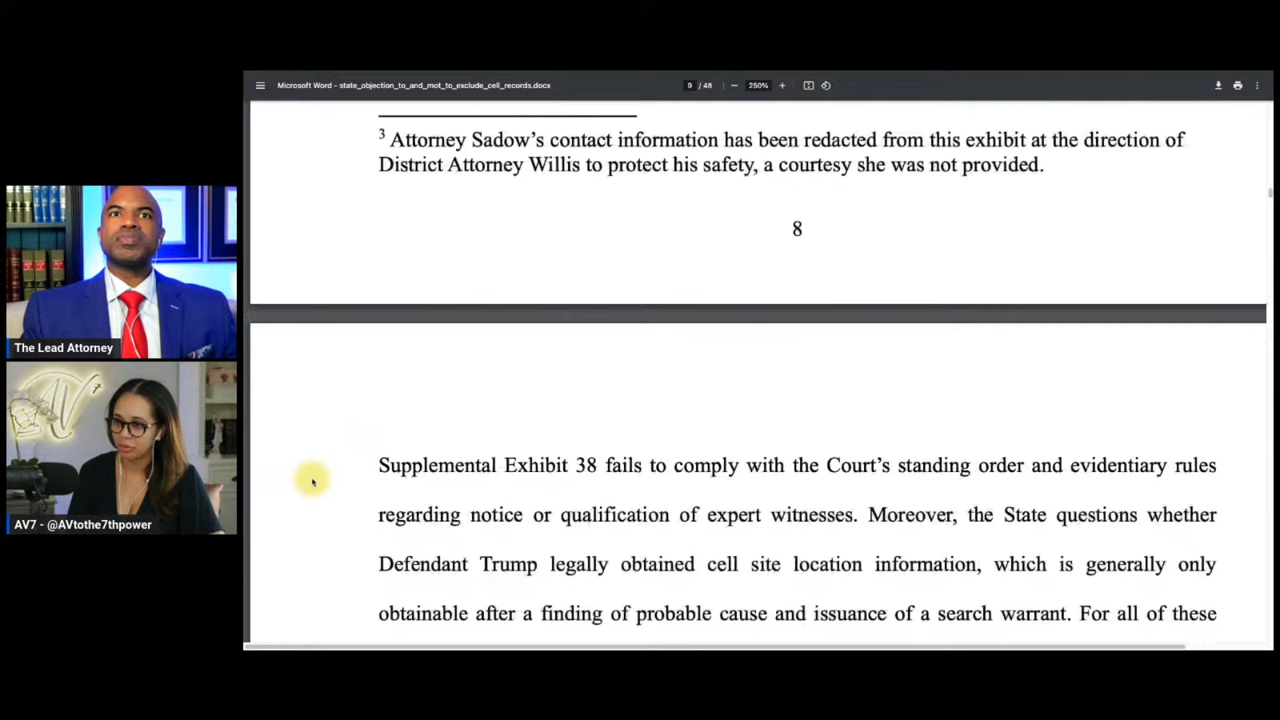 Microsoft Word - state_objection_to_and_mot_to_exclude_cell_records.docx
9 / 48
250%
3 Attorney Sadow's contact information has been redacted from this exhibit at the direction of
District Attorney Willis to protect his safety, a courtesy she was not provided.
8
Supplemental Exhibit 38 fails to comply with the Court's standing order and evidentiary rules
regarding notice or qualification of expert witnesses. Moreover, the State questions whether
Defendant Trump legally obtained cell site location information, which is generally only
obtainable after a finding of probable cause and issuance of a search warrant. For all of these
The Lead Attorney
AV7
AV7 - @AVtothe7thpower